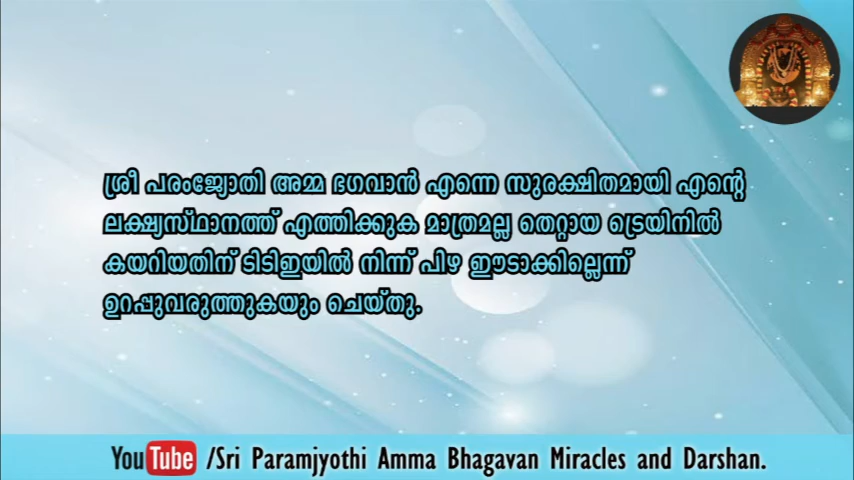 ശ്രീ പരംജ്യോതി അമ്മ ഭഗവാൻ എന്നെ സുരക്ഷിതമായി എന്റെ
ലക്ഷ്യസ്ഥാനത്ത് എത്തിക്കുക മാത്രമല്ല തെറ്റായ ട്രെയിനിൽ
കയറിയതിന് ടിടിഇയിൽ നിന്ന് പിഴ ഈടാക്കില്ലെന്ന്
ഉറപ്പുവരുത്തുകയും ചെയ്തു.
YouTube /Sri Paramjyothi Amma Bhagavan Miracles and Darshan.